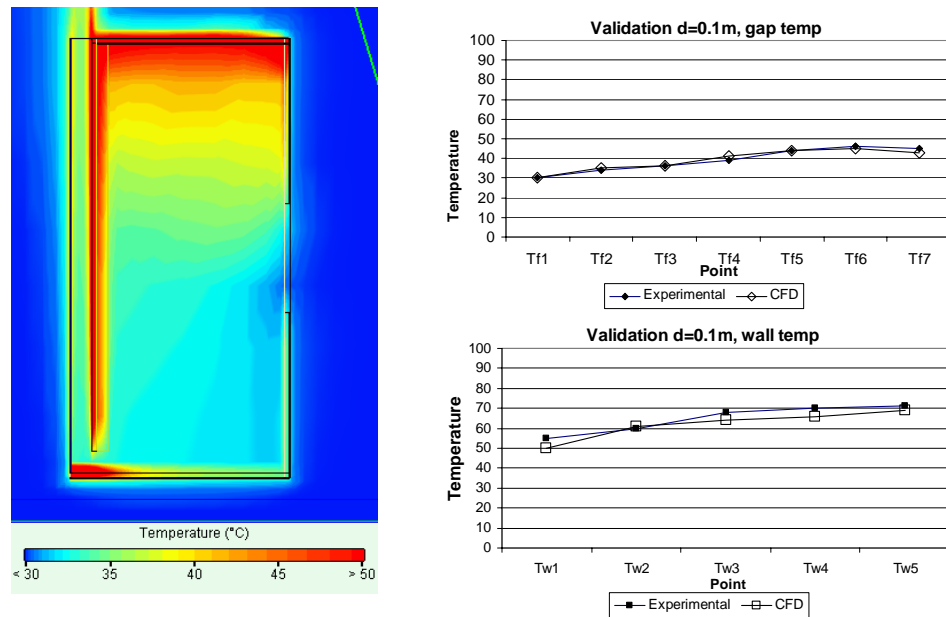 Temperature (°C)
< 30 35 40 45 > 50
Validation d=0.1m, gap temp
Temperature
100
90
80
70
60
50
40
30
20
10
0
Tf1 Tf2 Tf3 Tf4 Tf5 Tf6 Tf7
Point
Experimental CFD
Validation d=0.1m, wall temp
Temperature
100
90
80
70
60
50
40
30
20
10
0
Tw1 Tw2 Tw3 Tw4 Tw5
Point
Experimental CFD